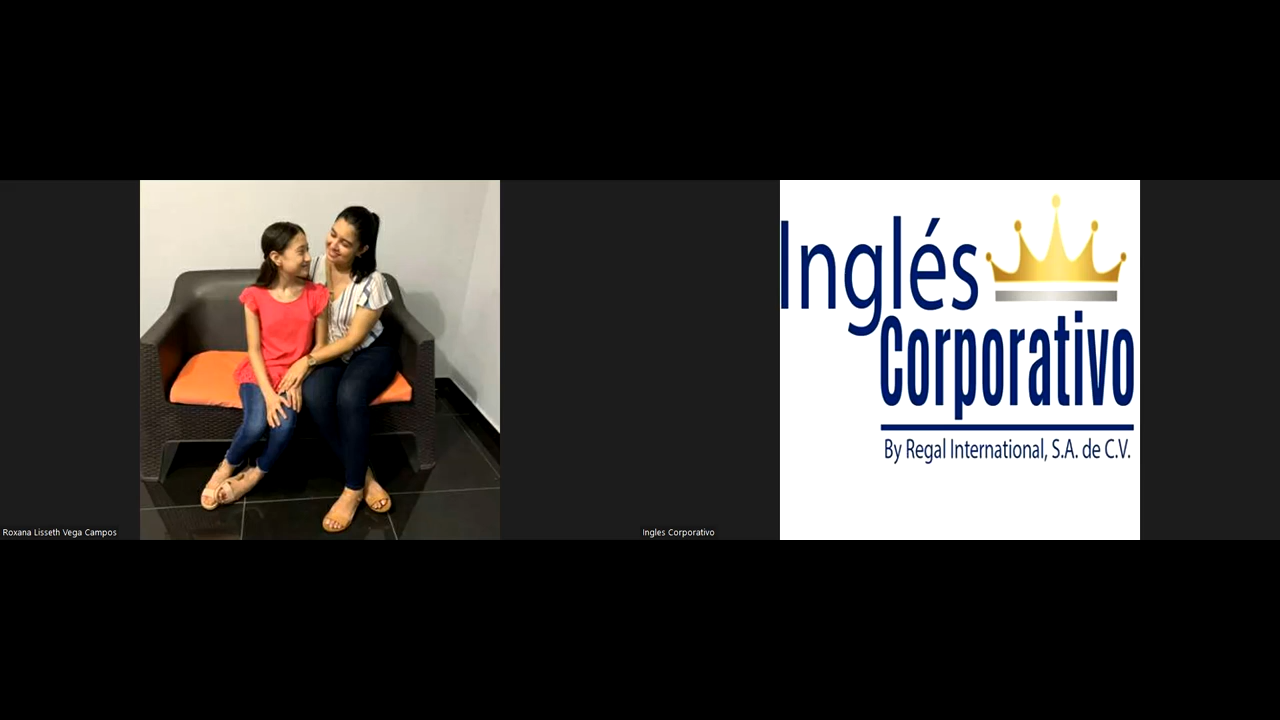 Inglés
Corporativo
By Regal International, S.A. de C.V.
Roxana Lisseth Vega Campos
Ingles Corporativo